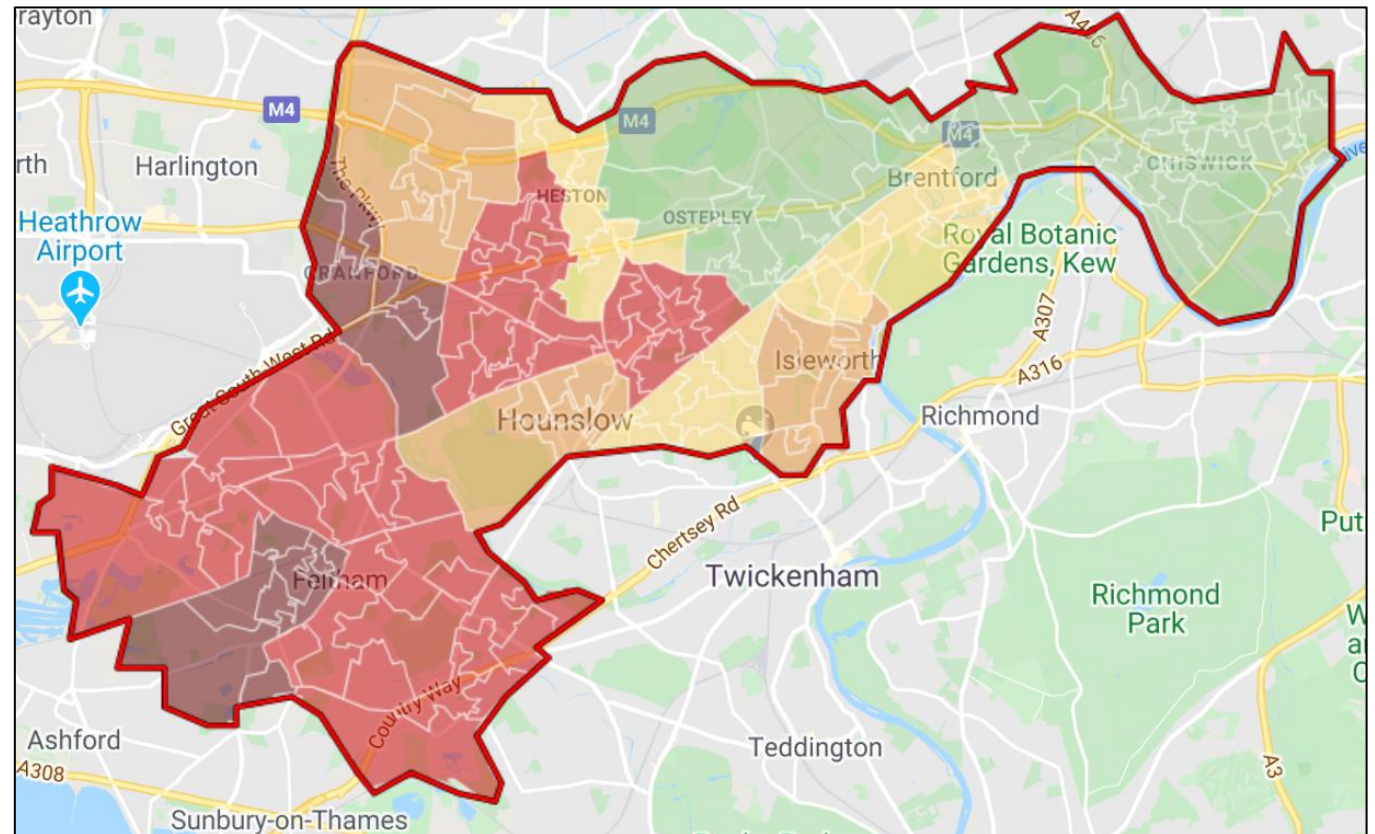 rayton
A406
M4
M4
M4
rth
Harlington
The Pkwy
HESTON
Brentford
CHISWICK
OSTERLEY
Heathrow
Airport
Royal Botanic
Gardens, Kew
CRANFORD
A307
Great South-West Rd
Isleworth
A316
Hounslow
Richmond
Chertsey Rd
Put
Feltham
Twickenham
Richmond
Park
Country Way
Ashford
Teddington
A308
A3
Sunbury-on-Thames